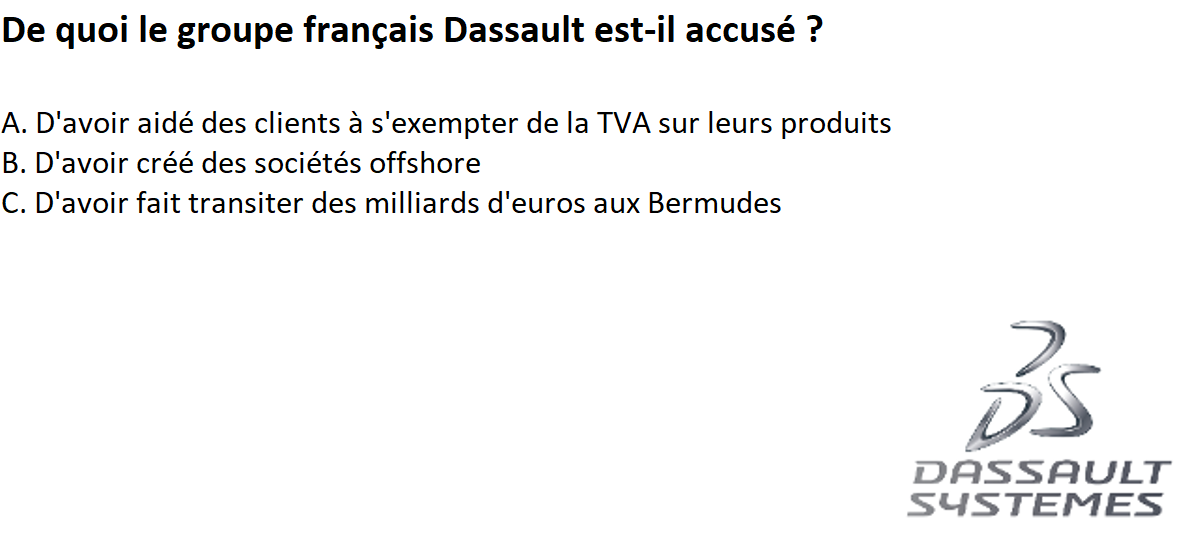 De quoi le groupe français Dassault est-il accusé ?
A. D'avoir aidé des clients à s'exempter de la TVA sur leurs produits
B. D'avoir créé des sociétés offshore
C. D'avoir fait transiter des milliards d'euros aux Bermudes
DS
DASSAULT
SYSTEMES